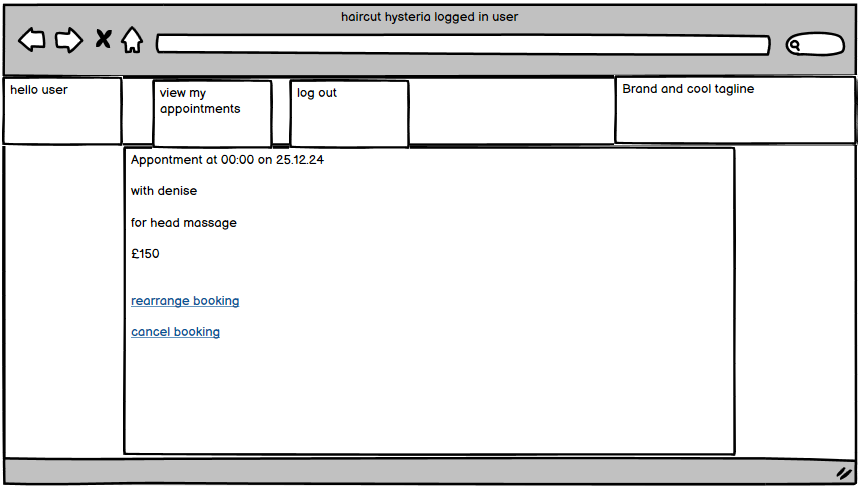 haircut hysteria logged in user
hello user
view my
appointments
log out
Brand and cool tagline
Appontment at 00:00 on 25.12.24
with denise
for head massage
£150
rearrange booking
cancel booking